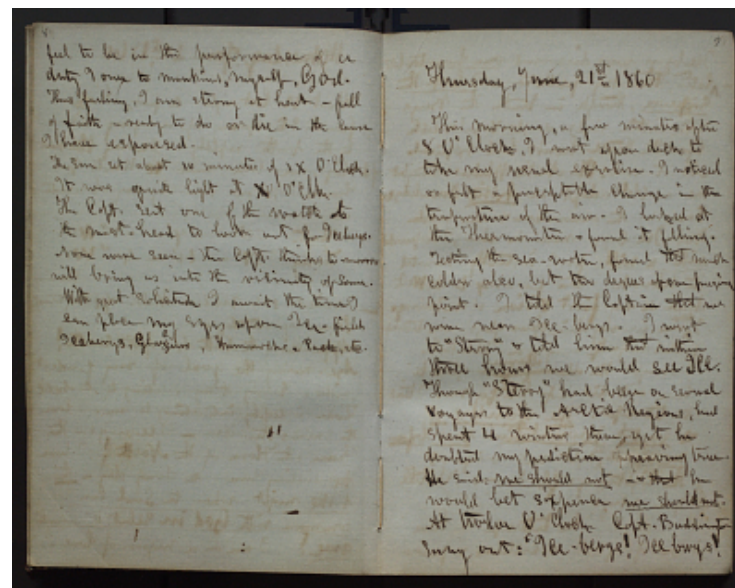 8
feel to be in the performance of a
duty I owe to mankind, myself, God.
Thus feeling, I am strong at heart - full
of faith & ready to do or die in the cause
I have espoused.
The Sun set about 10 minutes of IX O'Clock.
It was quite light at X O'Clk.
The Capt. sent one of the watch to
the mast-head to look out for Icebergs.
None were seen - the Capt. thinks to-morrow
will bring us into the vicinity of some.
With great solicitude I await the time I
can place my eyes upon Ice-fields
Icebergs, Glaciers, Hummocks, Pack, etc.
9
Thursday, June, 21st 1860
This morning, a few minutes after
8 O'Clock, I went upon deck to
take my usual exercise. I noticed
or felt a perceptible change in the
temperature of the air. I looked at
the Thermometer & found it falling.
Testing the sea-water, found that much
colder also, but two degrees from freezing
point. I told the Captain that we
were near Ice-bergs. I went
to "Sterry" & told him that within
three hours we would see Ice.
Though "Sterry" had been on several
voyages to the Arctic Regions, had
spent 4 winters there, yet he
doubted my prediction proving true.
He said, we should not - that he
would bet sixpence we should not.
At twelve O'Clock Capt. Buddington
sung out: "Ice-bergs! Icebergs!